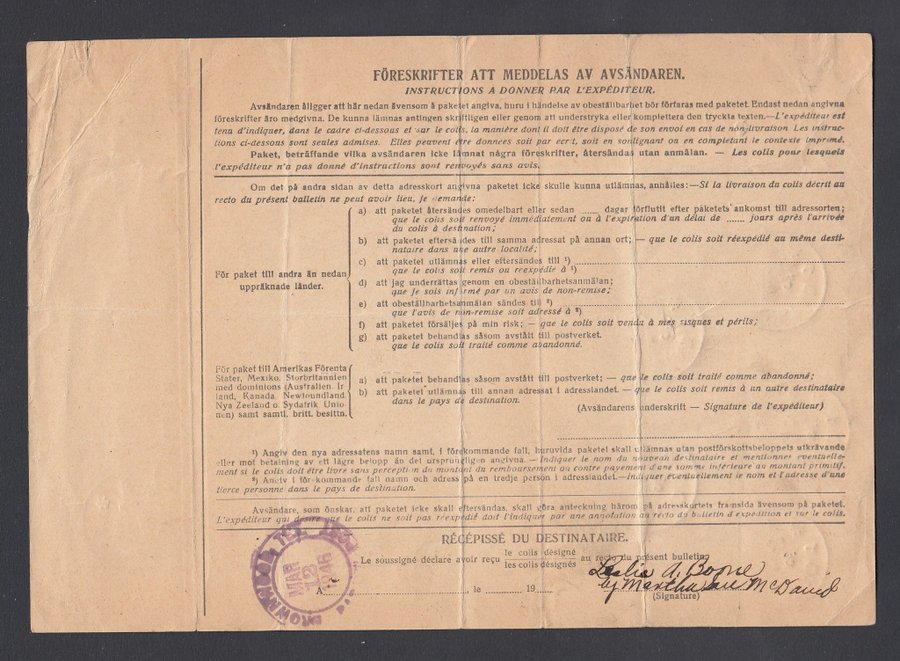 FÖRESKRIFTER ATT MEDDELAS AV AVSÄNDAREN.
INSTRUCTIONS A DONNER PAR L'EXPÉDITEUR.
Avsändaren åligger att här nedan ävensom å paketet angiva, huru i händelse av obeställbarhet bör förfaras med paketet. Endast nedan angivna
föreskrifter äro medgivna. De kunna lämnas antingen skriftligen eller genom att understryka eller komplettera den tryckta texten.—L'expéditeur est
tenu d'indiquer, dans le cadre ci-dessous et sur le colis, la manière dont il doit être disposé de son envoi en cas de nonlivraison Les instruc-
tions ci-dessous sont seules admises. Elles peuvent être données soit par ecrit, soit en soulignant ou en completant le contexte imprimé.
Paket, beträffande vilka avsändaren icke lämnat några föreskrifter, återsändas utan anmälan. — Les colis pour lesquels
l'expéditeur n'a pas donné d'instructions sont renvoyés sans avis.
Om det på andra sidan av detta adresskort angivna paketet icke skulle kunna utlämnas, anhålles:—Si la livraison du colis décrit au
recto du présent bulletin ne peut avoir lieu, je demande:
För paket till andra än nedan
uppräknade länder.
a) att paketet återsändes omedelbart eller sedan ...... dagar förflutit efter paketets ankomst till adressorten;
que le colis soit renvoyé immédiatement ou à l'expiration d'un délai de ...... jours après l'arrivée
du colis à destination;
b) att paketet eftersändes till samma adressat på annan ort; — que le colis soit réexpédié au même desti-
nataire dans une autre localité;
c) att paketet utlämnas eller eftersändes till ¹)
que le colis soit remis ou reexpédié à ¹)
d) att jag underrättas genom en obeställbarhetsanmälan;
que je sois informé par un avis de non-remise;
e) att obeställbarhetsanmälan sändes till ²)
que l'avis de non-remise soit adressé à ²)
f) att paketet försäljes på min risk; — que le colis soit vendu à mes risques et périls;
g) att paketet behandlas såsom avstått till postverket.
que le colis soit traité comme abandonné.
För paket till Amerikas Förenta
Stater, Mexiko, Storbritannien
med dominions (Australien. Ir
land, Kanada, Newfoundland
Nya Zeeland o. Sydafrik Unio-
nen) samt samtl. britt. besittn.
a) att paketet behandlas såsom avstått till postverket; — que le colis soit traité comme abandonné;
b) att paketet utlämnas till annan adressat i adresslandet. — que le colis soit remis à un autre destinataire
dans le pays de destination.
(Avsändarens underskrift — Signature de l'expéditeur)
¹) Angiv den nya adressatens namn samt, i förekommande fall, huruvida paketet skall utlämnas utan postförskottsbeloppets utkrävande
eller mot betalning av ett lägre belopp än det ursprungligen angivna.—Indiquer le nom du nouveau destinataire et mentionner éventuelle-
ment si le colis doit être livré sans perception du montant du remboursement ou contre payement d'une somme inférieure au montant primitif.
²) Angiv i förekommande fall namn och adress på en tredje person i adresslandet.—Indiquer éventuellement le nom et l'adresse d'une
tierce personne dans le pays de destination.
Avsändare, som önskar, att paketet icke skall eftersändas, skall göra anteckning härom på adresskortets framsida ävensom på paketet.
L'expéditeur qui desire que le colis ne soit pas réexpédié doit l'indiquer par une annotation au recto du bulletin d'expédition et sur le colis.
RÉCÉPISSÉ DU DESTINATAIRE.
Le soussigné déclare avoir reçu le colis désigné
les colis désignés au recto du présent bulletin,
A le 19
Leslie A. Boone
by Martha McDavid
(Signature)
BROWNWOOD, TEX.
MAR
12
1946